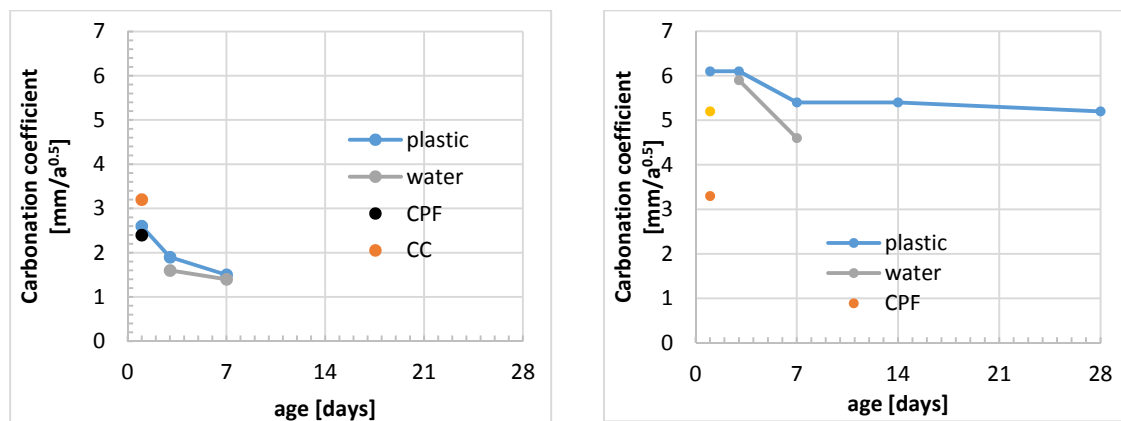 Carbonation coefficient
[mm/a0.5]
7
6
5
4
3
2
1
0
plastic
water
CPF
CC
0 7 14 21 28
age [days]
Carbonation coefficient
[mm/a0.5]
7
6
5
4
3
2
1
0
plastic
water
CPF
0 7 14 21 28
age [days]